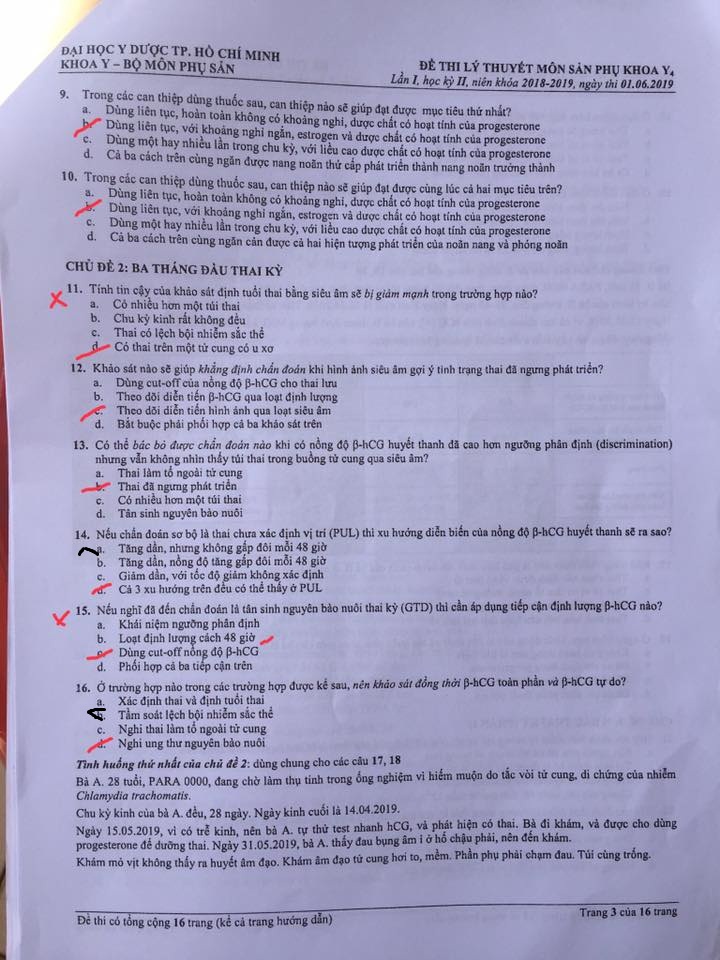 ĐẠI HỌC Y DƯỢC TP. HỒ CHÍ MINH
KHOA Y – BỘ MÔN PHỤ SẢN
ĐỀ THI LÝ THUYẾT MÔN SẢN PHỤ KHOA Y4
Lần 1, học kỳ II, niên khóa 2018-2019, ngày thi 01.06.2019
9. Trong các can thiệp dùng thuốc sau, can thiệp nào sẽ giúp đạt được mục tiêu thứ nhất?
a. Dùng liên tục, hoàn toàn không có khoảng nghỉ, dược chất có hoạt tính của progesterone
b. Dùng liên tục, với khoảng nghỉ ngắn, estrogen và dược chất có hoạt tính của progesterone
c. Dùng một hay nhiều lần trong chu kỳ, với liều cao dược chất có hoạt tính của progesterone
d. Cả ba cách trên cùng ngăn được nang noãn thứ cấp phát triển thành nang noãn trưởng thành
10. Trong các can thiệp dùng thuốc sau, can thiệp nào sẽ giúp đạt được cùng lúc cả hai mục tiêu trên?
a. Dùng liên tục, hoàn toàn không có khoảng nghỉ, dược chất có hoạt tính của progesterone
b. Dùng liên tục, với khoảng nghỉ ngắn, estrogen và dược chất có hoạt tính của progesterone
c. Dùng một hay nhiều lần trong chu kỳ, với liều cao dược chất có hoạt tính của progesterone
d. Cả ba cách trên cùng ngăn cản được cả hai hiện tượng phát triển của noãn nang và phóng noãn
CHỦ ĐỀ 2: BA THÁNG ĐẦU THAI KỲ
11. Tính tin cậy của khảo sát định tuổi thai bằng siêu âm sẽ bị giảm mạnh trong trường hợp nào?
a. Có nhiều hơn một túi thai
b. Chu kỳ kinh rất không đều
c. Thai có lệch bội nhiễm sắc thể
d. Có thai trên một tử cung có u xơ
12. Khảo sát nào sẽ giúp khẳng định chẩn đoán khi hình ảnh siêu âm gợi ý tình trạng thai đã ngưng phát triển?
a. Dùng cut-off của nồng độ β-hCG cho thai lưu
b. Theo dõi diễn tiến β-hCG qua loạt định lượng
c. Theo dõi diễn tiến hình ảnh qua loạt siêu âm
d. Bắt buộc phải phối hợp cả ba khảo sát trên
13. Có thể bác bỏ được chẩn đoán nào khi có nồng độ β-hCG huyết thanh đã cao hơn ngưỡng phân định (discrimination)
nhưng vẫn không nhìn thấy túi thai trong buồng tử cung qua siêu âm?
a. Thai làm tổ ngoài tử cung
b. Thai đã ngưng phát triển
c. Có nhiều hơn một túi thai
d. Tân sinh nguyên bào nuôi
14. Nếu chẩn đoán sơ bộ là thai chưa xác định vị trí (PUL) thì xu hướng diễn biến của nồng độ β-hCG huyết thanh sẽ ra sao?
a. Tăng dần, nhưng không gấp đôi mỗi 48 giờ
b. Tăng dần, nồng độ tăng gấp đôi mỗi 48 giờ
c. Giảm dần, với tốc độ giảm không xác định
d. Cả 3 xu hướng trên đều có thể thấy ở PUL
15. Nếu nghĩ đã đến chẩn đoán là tân sinh nguyên bào nuôi thai kỳ (GTD) thì cần áp dụng tiếp cận định lượng β-hCG nào?
a. Khái niệm ngưỡng phân định
b. Loạt định lượng cách 48 giờ
c. Dùng cut-off nồng độ β-hCG
d. Phối hợp cả ba tiếp cận trên
16. Ở trường hợp nào trong các trường hợp được kể sau, nên khảo sát đồng thời β-hCG toàn phần và β-hCG tự do?
a. Xác định thai và định tuổi thai
b. Tầm soát lệch bội nhiễm sắc thể
c. Nghi thai làm tổ ngoài tử cung
d. Nghi ung thư nguyên bào nuôi
Tình huống thứ nhất của chủ đề 2: dùng chung cho các câu 17, 18
Bà A. 28 tuổi, PARA 0000, đang chờ làm thụ tinh trong ống nghiệm vì hiếm muộn do tắc vòi tử cung, di chứng của nhiễm
Chlamydia trachomatis.
Chu kỳ kinh của bà A. đều, 28 ngày. Ngày kinh cuối là 14.04.2019.
Ngày 15.05.2019, vì có trễ kinh, nên bà A. tự thử test nhanh hCG, và phát hiện có thai. Bà đi khám, và được cho dùng
progesterone để dưỡng thai. Ngày 31.05.2019, bà A. thấy đau bụng âm ỉ ở hố chậu phải, nên đến khám.
Khám mỏ vịt không thấy ra huyết âm đạo. Khám âm đạo tử cung hơi to, mềm. Phần phụ phải chạm đau. Túi cùng trống.
Đề thi có tổng cộng 16 trang (kể cả trang hướng dẫn)
Trang 3 của 16 trang